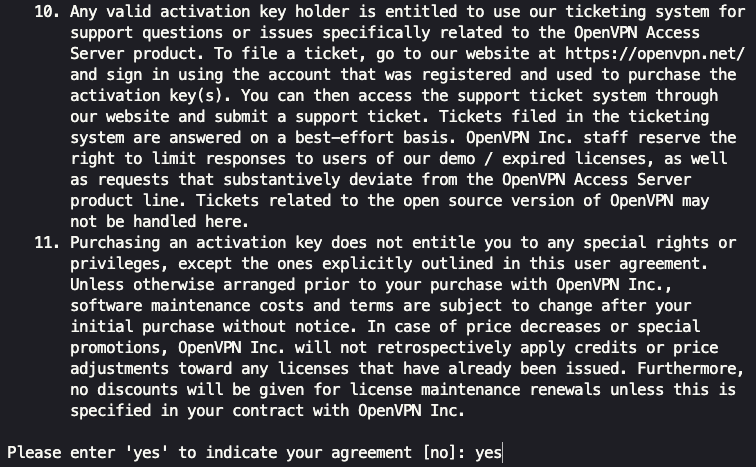 10. Any valid activation key holder is entitled to use our ticketing system for
support questions or issues specifically related to the OpenVPN Access
Server product. To file a ticket, go to our website at https://openvpn.net/
and sign in using the account that was registered and used to purchase the
activation key(s). You can then access the support ticket system through
our website and submit a support ticket. Tickets filed in the ticketing
system are answered on a best-effort basis. OpenVPN Inc. staff reserve the
right to limit responses to users of our demo / expired licenses, as well
as requests that substantively deviate from the OpenVPN Access Server
product line. Tickets related to the open source version of OpenVPN may
not be handled here.
11. Purchasing an activation key does not entitle you to any special rights or
privileges, except the ones explicitly outlined in this user agreement.
Unless otherwise arranged prior to your purchase with OpenVPN Inc.,
software maintenance costs and terms are subject to change after your
initial purchase without notice. In case of price decreases or special
promotions, OpenVPN Inc. will not retrospectively apply credits or price
adjustments toward any licenses that have already been issued. Furthermore,
no discounts will be given for license maintenance renewals unless this is
specified in your contract with OpenVPN Inc.
Please enter 'yes' to indicate your agreement [no]: yes